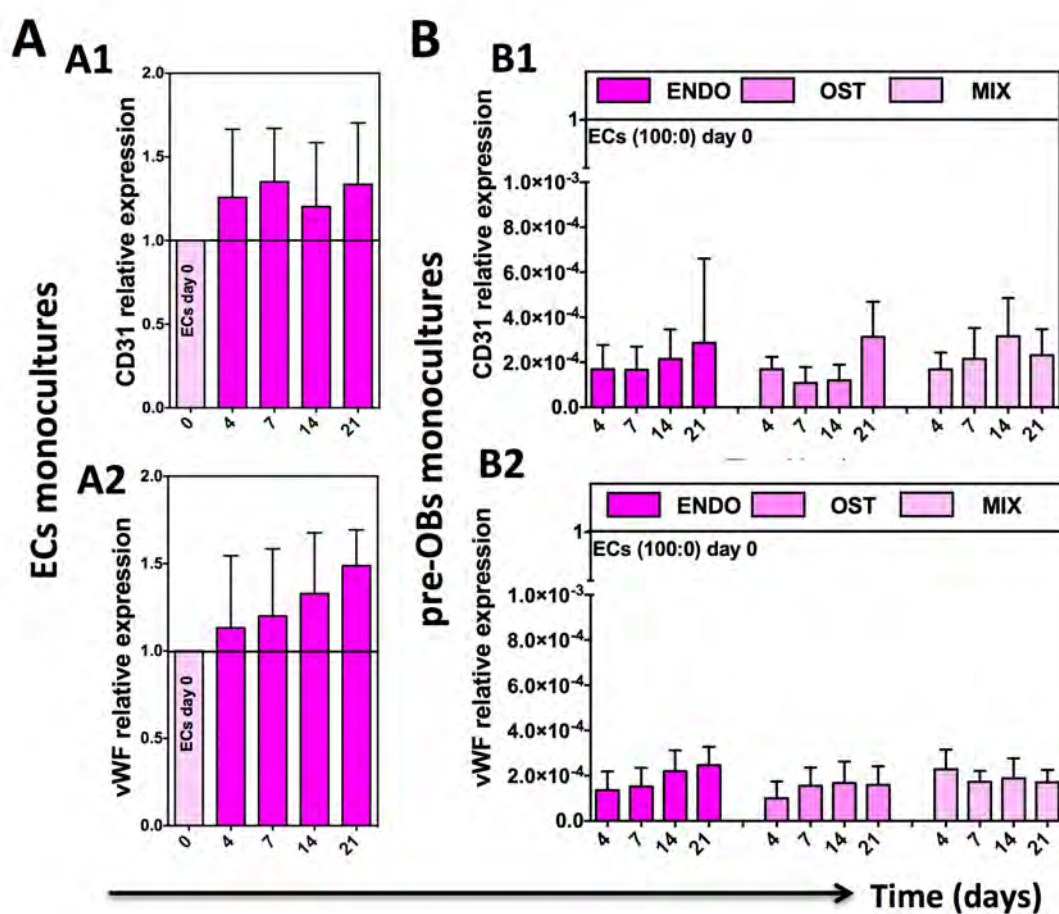 A
A1
CD31 relative expression
2.0
1.5
1.0
0.5
0.0
ECs day 0
0 4 7 14 21
A2
vWF relative expression
2.0
1.5
1.0
0.5
0.0
ECs day 0
0 4 7 14 21
ECs monocultures
B
B1
ENDO OST MIX
CD31 relative expression
1
ECs (100:0) day 0
1.0×10-3
8.0×10-4
6.0×10-4
4.0×10-4
2.0×10-4
0.0
4 7 14 21 4 7 14 21 4 7 14 21
B2
ENDO OST MIX
vWF relative expression
1
ECs (100:0) day 0
1.0×10-3
8.0×10-4
6.0×10-4
4.0×10-4
2.0×10-4
0.0
4 7 14 21 4 7 14 21 4 7 14 21
pre-OBs monocultures
Time (days)